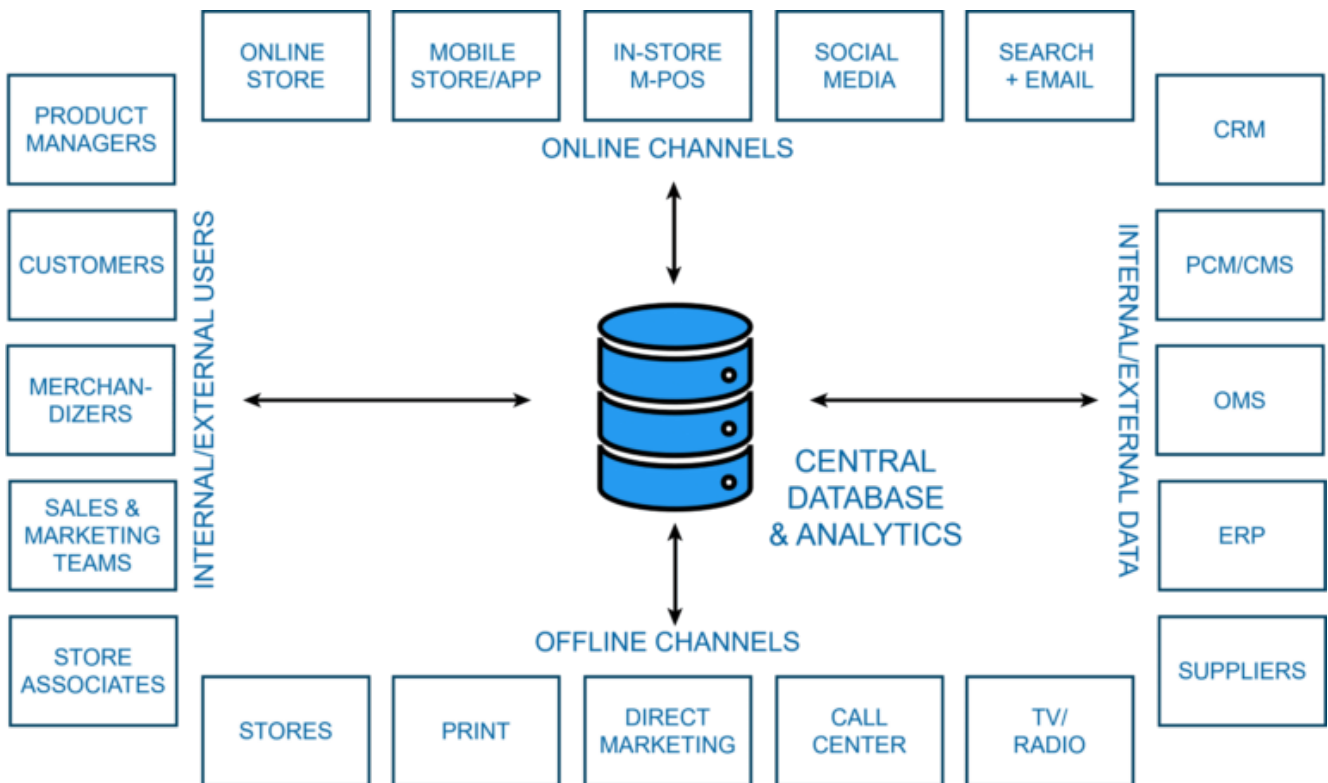 ONLINE
STORE
MOBILE
STORE/APP
IN-STORE
M-POS
SOCIAL
MEDIA
SEARCH
+ EMAIL
ONLINE CHANNELS
PRODUCT
MANAGERS
CUSTOMERS
MERCHAN-
DIZERS
SALES &
MARKETING
TEAMS
STORE
ASSOCIATES
INTERNAL/EXTERNAL USERS
CENTRAL
DATABASE
& ANALYTICS
INTERNAL/EXTERNAL DATA
CRM
PCM/CMS
OMS
ERP
SUPPLIERS
OFFLINE CHANNELS
STORES
PRINT
DIRECT
MARKETING
CALL
CENTER
TV/
RADIO